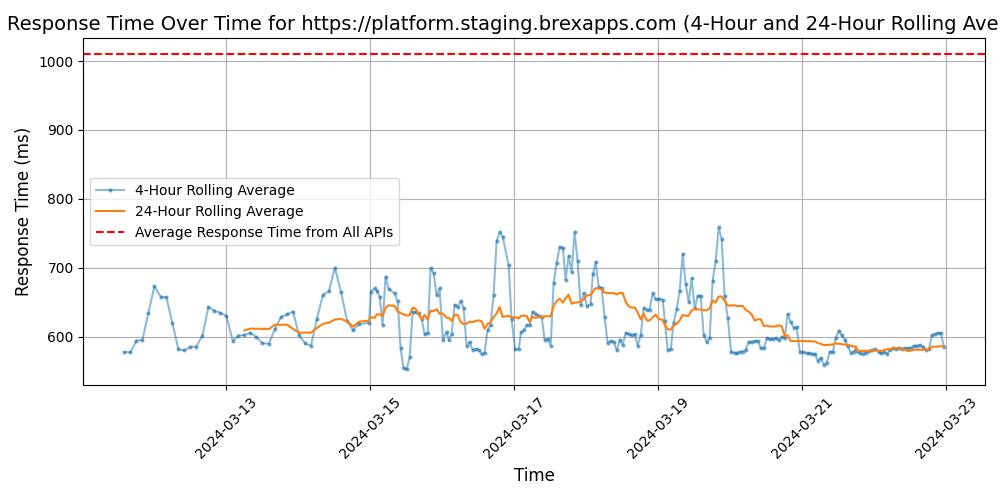 Response Time Over Time for https://platform.staging.brexapps.com (4-Hour and 24-Hour Rolling Ave
Response Time (ms)
1000
900
800
700
600
4-Hour Rolling Average
24-Hour Rolling Average
Average Response Time from All APIs
2024-03-13
2024-03-15
2024-03-17
2024-03-19
2024-03-21
2024-03-23
Time